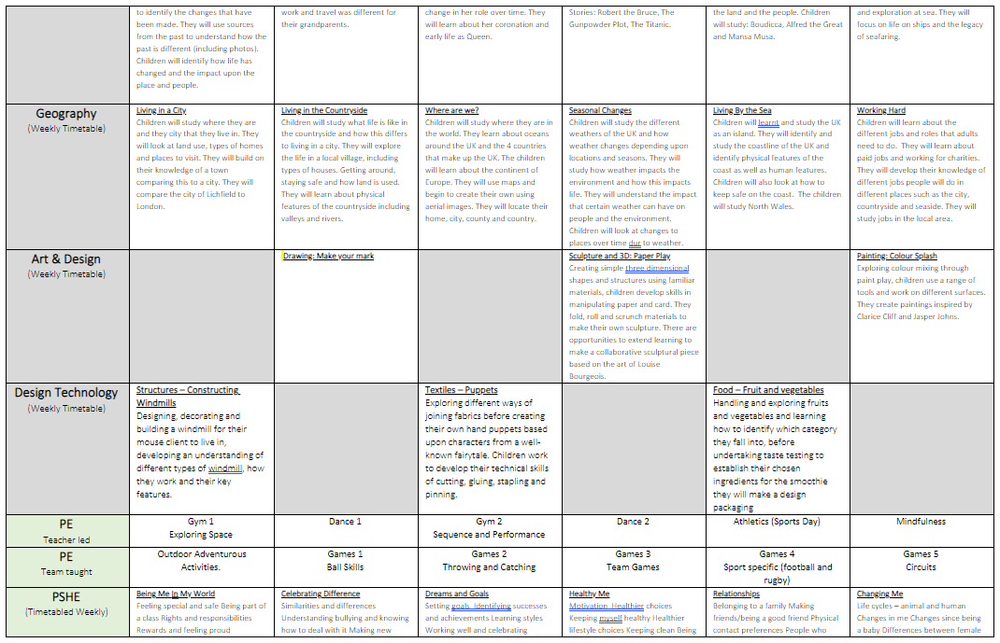 to identify the changes that have
been made. They will use sources
from the past to understand how the
past is different (including photos).
Children will identify how life has
changed and the impact upon the
place and people.
work and travel was different for
their grandparents.
change in her role over time. They
will learn about her coronation and
early life as Queen.
Stories: Robert the Bruce, The
Gunpowder Plot, The Titanic.
the land and the people. Children
will study: Boudicca, Alfred the Great
and Mansa Musa.
and exploration at sea. They will
focus on life on ships and the legacy
of seafaring.
Geography
(Weekly Timetable)
Living in a City
Children will study where they are
and they city that they live in. They
will look at land use, types of homes
and places to visit. They will build on
their knowledge of a town
comparing this to a city. They will
compare the city of Lichfield to
London.
Living in the Countryside
Children will study what life is like in
the countryside and how this differs
to living in a city. They will explore
the life in a local village, including
types of houses. Getting around,
staying safe and how land is used.
They will learn about physical
features of the countryside including
valleys and rivers.
Where are we?
Children will study where they are in
the world. They learn about oceans
around the UK and the 4 countries
that make up the UK. The children
will learn about the continent of
Europe. They will use maps and
begin to create their own using
aerial images. They will locate their
home, city, county and country.
Seasonal Changes
Children will study the different
weathers of the UK and how
weather changes depending upon
locations and seasons. They will
study how weather impacts the
environment and how this impacts
life. They will understand the impact
that certain weather can have on
people and the environment.
Children will look at changes to
places over time dur to weather.
Living By the Sea
Children will learnt and study the UK
as an island. They will identify and
study the coastline of the UK and
identify physical features of the
coast as well as human features.
Children will also look at how to
keep safe on the coast. The children
will study North Wales.
Working Hard
Children will learn about the
different jobs and roles that adults
need to do. They will learn about
paid jobs and working for charities.
They will develop their knowledge of
different jobs people will do in
different places such as the city,
countryside and seaside. They will
study jobs in the local area.
Art & Design
(Weekly Timetable)
Drawing: Make your mark
Sculpture and 3D: Paper Play
Creating simple three dimensional
shapes and structures using familiar
materials, children develop skills in
manipulating paper and card. They
fold, roll and scrunch materials to
make their own sculpture. There are
opportunities to extend learning to
make a collaborative sculptural piece
based on the art of Louise
Bourgeois.
Painting: Colour Splash
Exploring colour mixing through
paint play, children use a range of
tools and work on different surfaces.
They create paintings inspired by
Clarice Cliff and Jasper Johns.
Design Technology
(Weekly Timetable)
Structures – Constructing
Windmills
Designing, decorating and
building a windmill for their
mouse client to live in,
developing an understanding of
different types of windmill, how
they work and their key
features.
Textiles – Puppets
Exploring different ways of
joining fabrics before creating
their own hand puppets based
upon characters from a well-
known fairytale. Children work
to develop their technical skills
of cutting, gluing, stapling and
pinning.
Food – Fruit and vegetables
Handling and exploring fruits
and vegetables and learning
how to identify which category
they fall into, before
undertaking taste testing to
establish their chosen
ingredients for the smoothie
they will make a design
packaging
PE
Teacher led
Gym 1
Exploring Space
Dance 1
Gym 2
Sequence and Performance
Dance 2
Athletics (Sports Day)
Mindfulness
PE
Team taught
Outdoor Adventurous
Activities.
Games 1
Ball Skills
Games 2
Throwing and Catching
Games 3
Team Games
Games 4
Sport specific (football and
rugby)
Games 5
Circuits
PSHE
(Timetabled Weekly)
Being Me In My World
Feeling special and safe Being part of
a class Rights and responsibilities
Rewards and feeling proud
Celebrating Difference
Similarities and differences
Understanding bullying and knowing
how to deal with it Making new
Dreams and Goals
Setting goals Identifying successes
and achievements Learning styles
Working well and celebrating
Healthy Me
Motivation Healthier choices
Keeping myself healthy Healthier
lifestyle choices Keeping clean Being
Relationships
Belonging to a family Making
friends/being a good friend Physical
contact preferences People who
Changing Me
Life cycles – animal and human
Changes in me Changes since being
a baby Differences between female